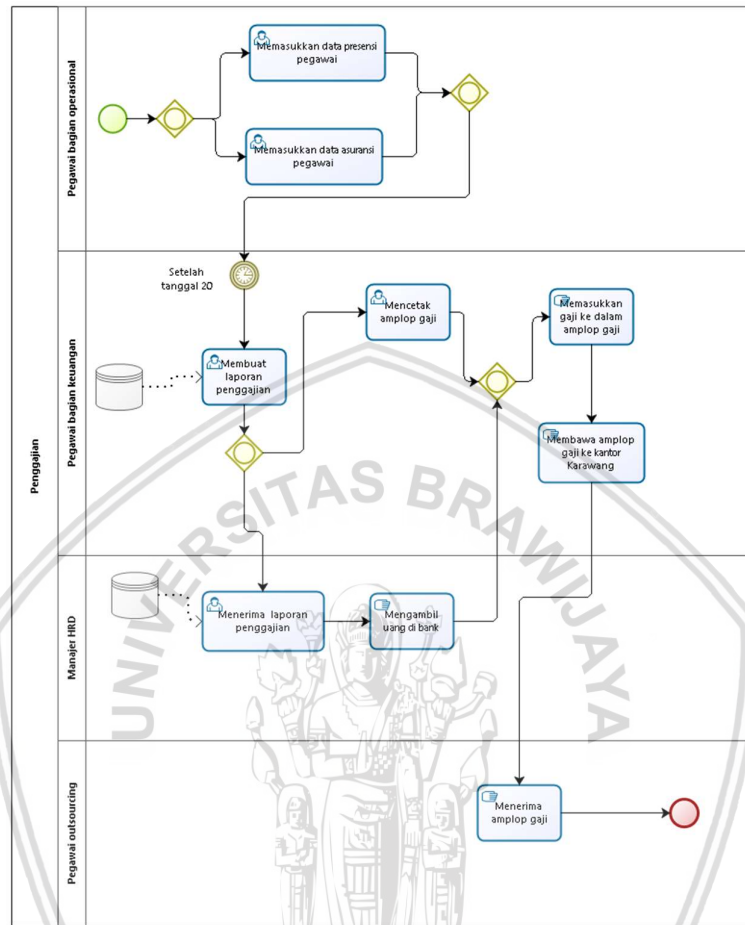 Penggajian
Pegawai bagian operasional
Memasukkan data presensi
pegawai
Memasukkan data asuransi
pegawai
Pegawai bagian keuangan
Setelah
tanggal 20
Membuat
laporan
penggajian
Mencetak
amplop gaji
Memasukkan
gaji ke dalam
amplop gaji
Membawa amplop
gaji ke kantor
Karawang
Manajer HRD
Menerima laporan
penggajian
Mengambil
uang di bank
Pegawai outsourcing
Menerima
amplop gaji
UNIVERSITAS BRAWIJAYA